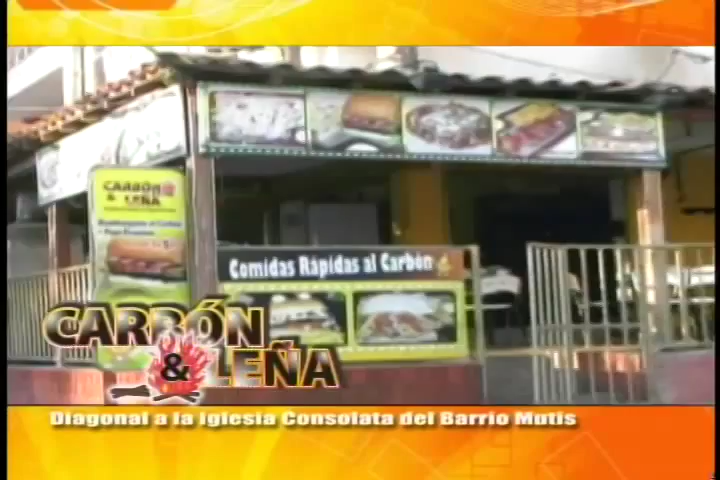 CARBÓN
& LEÑA
Comidas Rápidas al Carbón
CARBÓN
& LEÑA
Diagonal a la Iglesia Consolata del Barrio Mutis